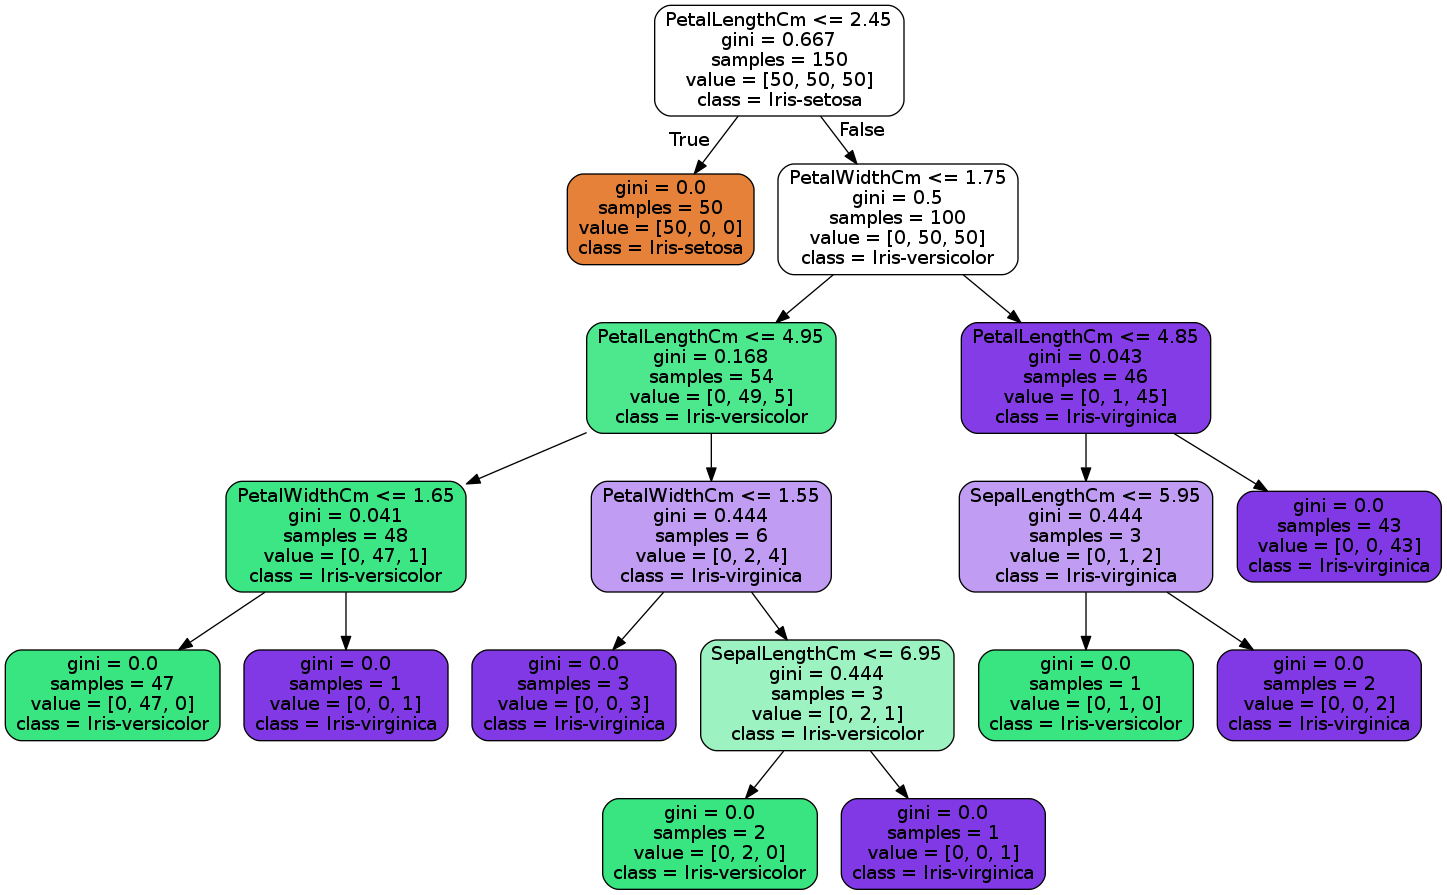 PetalLengthCm <= 2.45
gini = 0.667
samples = 150
value = [50, 50, 50]
class = Iris-setosa
True
False
gini = 0.0
samples = 50
value = [50, 0, 0]
class = Iris-setosa
PetalWidthCm <= 1.75
gini = 0.5
samples = 100
value = [0, 50, 50]
class = Iris-versicolor
PetalLengthCm <= 4.95
gini = 0.168
samples = 54
value = [0, 49, 5]
class = Iris-versicolor
PetalLengthCm <= 4.85
gini = 0.043
samples = 46
value = [0, 1, 45]
class = Iris-virginica
PetalWidthCm <= 1.65
gini = 0.041
samples = 48
value = [0, 47, 1]
class = Iris-versicolor
PetalWidthCm <= 1.55
gini = 0.444
samples = 6
value = [0, 2, 4]
class = Iris-virginica
SepalLengthCm <= 5.95
gini = 0.444
samples = 3
value = [0, 1, 2]
class = Iris-virginica
gini = 0.0
samples = 43
value = [0, 0, 43]
class = Iris-virginica
gini = 0.0
samples = 47
value = [0, 47, 0]
class = Iris-versicolor
gini = 0.0
samples = 1
value = [0, 0, 1]
class = Iris-virginica
gini = 0.0
samples = 3
value = [0, 0, 3]
class = Iris-virginica
SepalLengthCm <= 6.95
gini = 0.444
samples = 3
value = [0, 2, 1]
class = Iris-versicolor
gini = 0.0
samples = 1
value = [0, 1, 0]
class = Iris-versicolor
gini = 0.0
samples = 2
value = [0, 0, 2]
class = Iris-virginica
gini = 0.0
samples = 2
value = [0, 2, 0]
class = Iris-versicolor
gini = 0.0
samples = 1
value = [0, 0, 1]
class = Iris-virginica